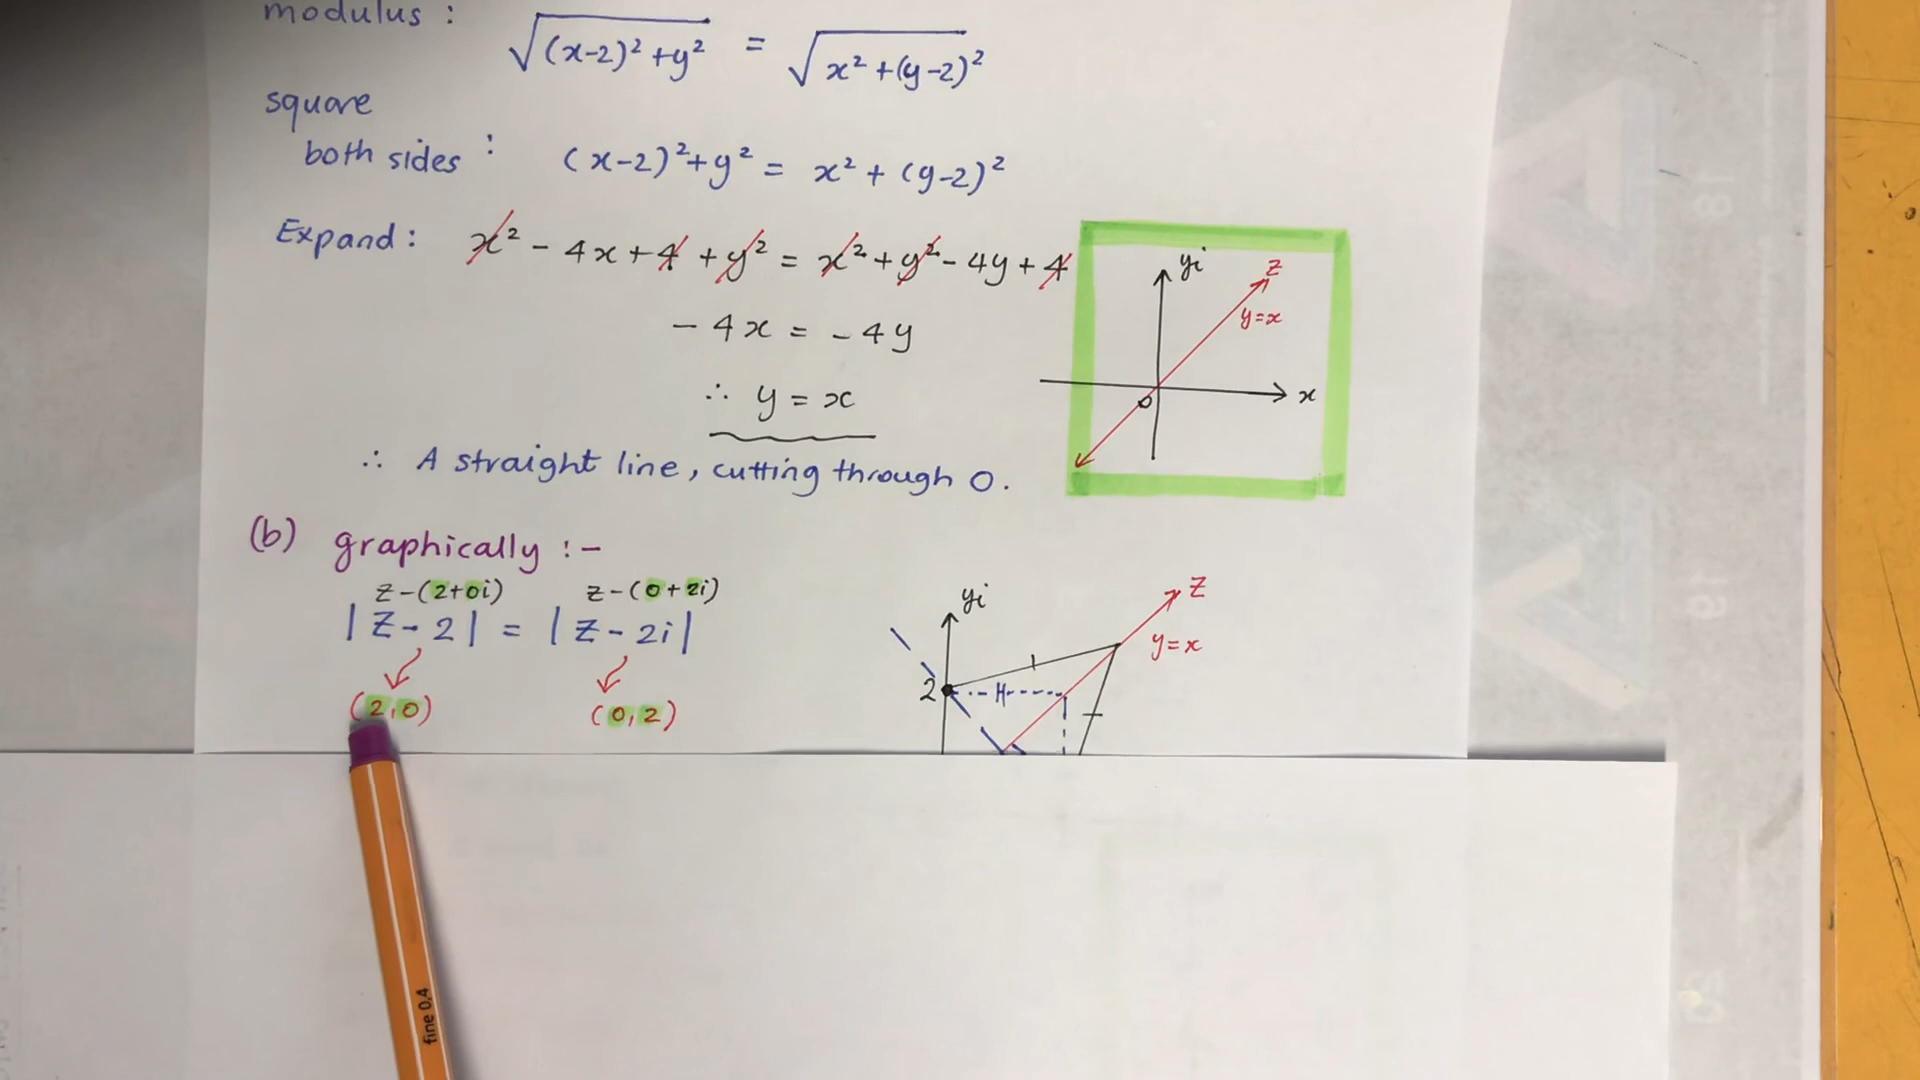 modulus : √(x-2)² + y² = √x² + (y-2)²
square
both sides : (x-2)² + y² = x² + (y-2)²
Expand : x² - 4x + 4 + y² = x² + y² - 4y + 4
- 4x = - 4y
∴ y = x
∴ A straight line, cutting through 0.
yi
z
y=x
x
0
(b) graphically :-
z-(2+0i) z-(0+2i)
|z-2| = |z-2i|
(2,0) (0,2)
yi
z
y=x
2
fine 0,4